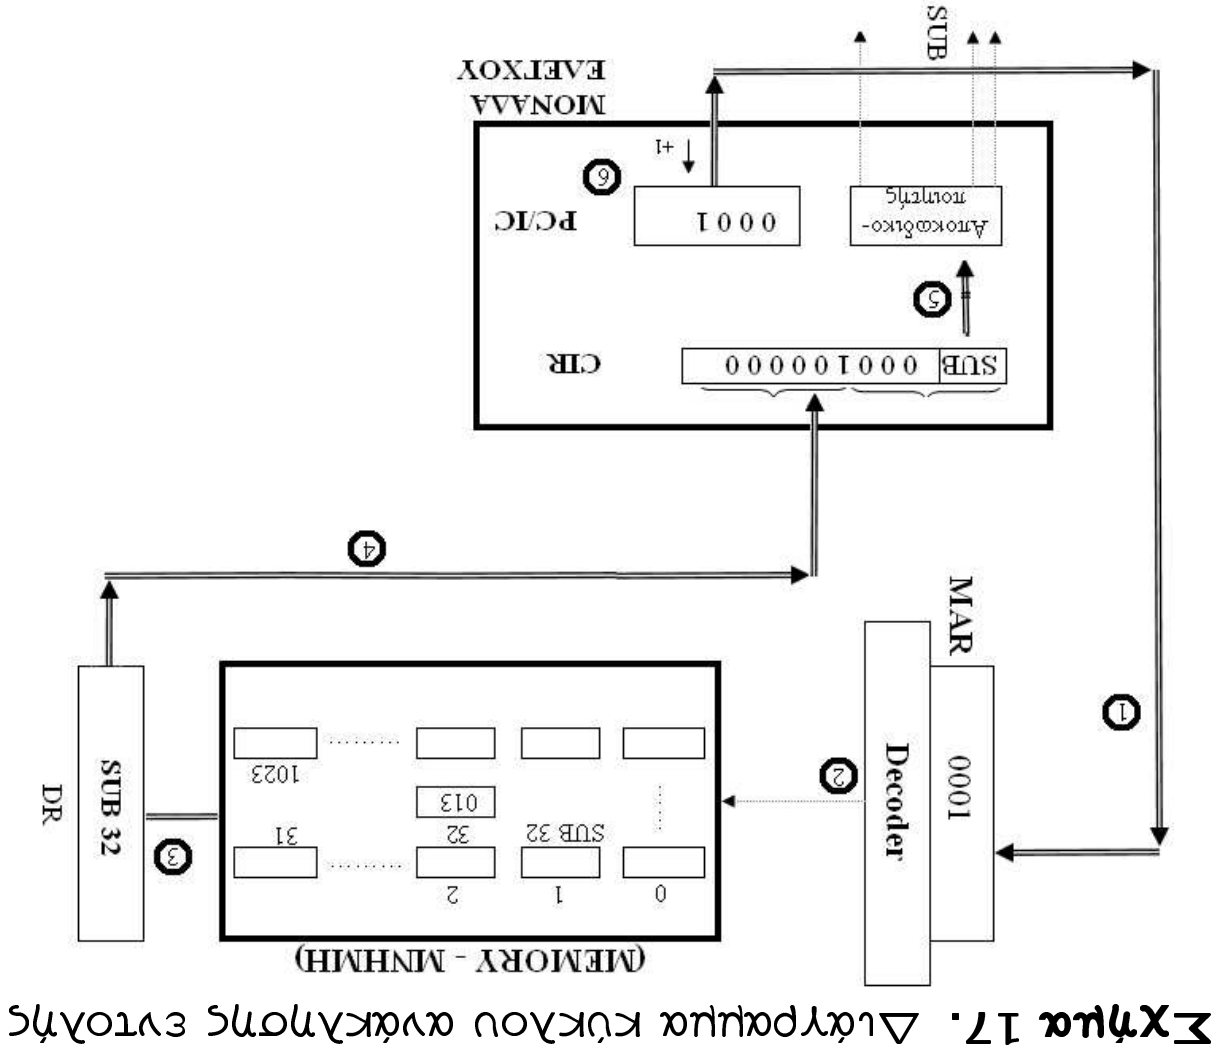 Σχήμα 17. Διάγραμμα κύκλου ανάκλησης εντολής
(MEMORY - ΜΝΗΜΗ)
0
1
2
31
SUB 32
32
013
1023
DR
SUB 32
3
2
Decoder
0001
MAR
1
4
CIR
SUB
0001000000
5
Αποκωδικο-
ποιητής
PC/IC
0001
6
+1
ΜΟΝΑΔΑ
ΕΛΕΓΧΟΥ
SUB